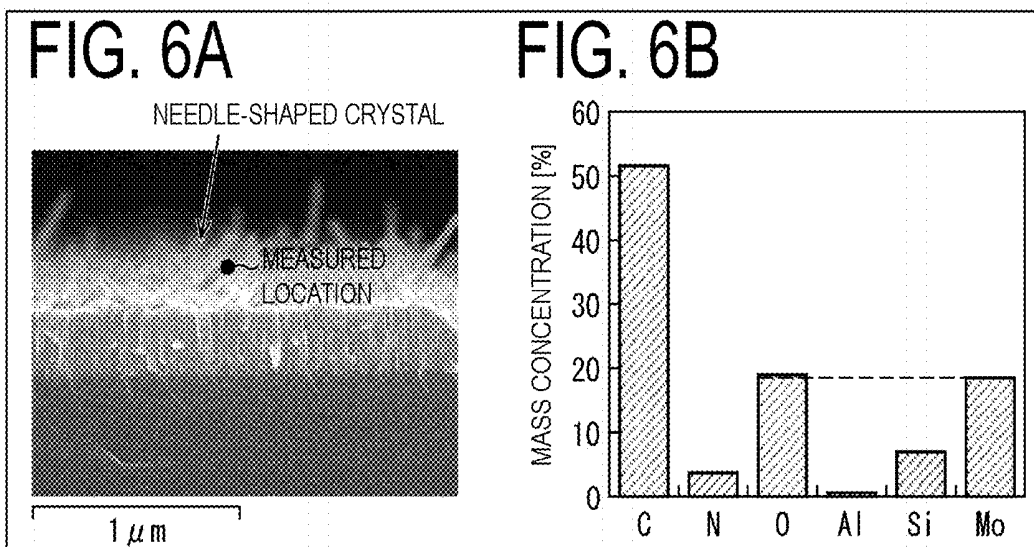 FIG. 6A
NEEDLE-SHAPED CRYSTAL
MEASURED
LOCATION
1 μm
FIG. 6B
MASS CONCENTRATION [%]
60
50
40
30
20
10
0
C N O Al Si Mo